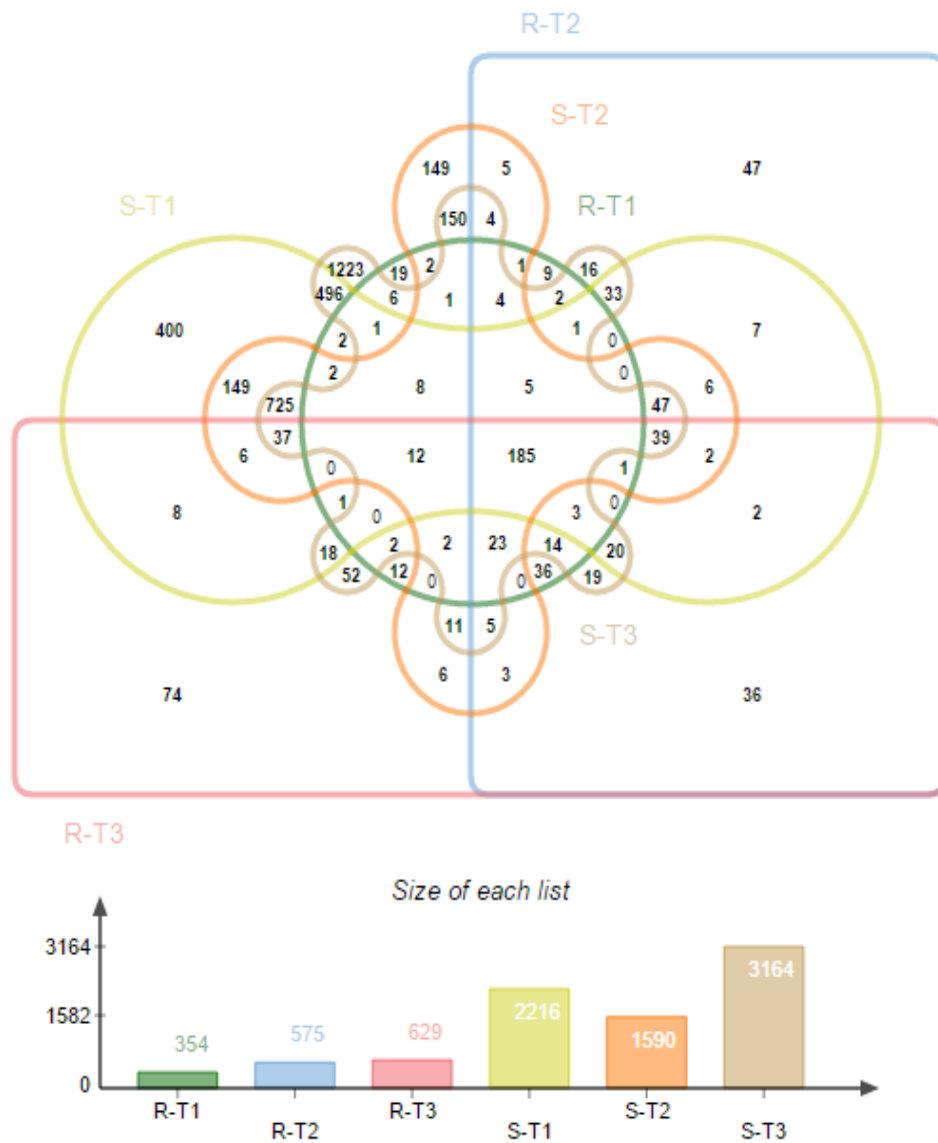 R-T2
S-T2
149 5 47
S-T1 R-T1
150 4
1223 19 2 1 9 16
496 6 1 4 2 33
400 1 1 7
2 0
2 0
149 8 5 6
725 47
37 39
6 12 185 2
0 1
1 0
8 0 3 2
18 2 2 23 14 20
52 12 0 0 36 19
11 5 S-T3
6 3
74 36
R-T3
Size of each list
3164
1582
0
354
575
629
2216
1590
3164
R-T1
R-T2
R-T3
S-T1
S-T2
S-T3